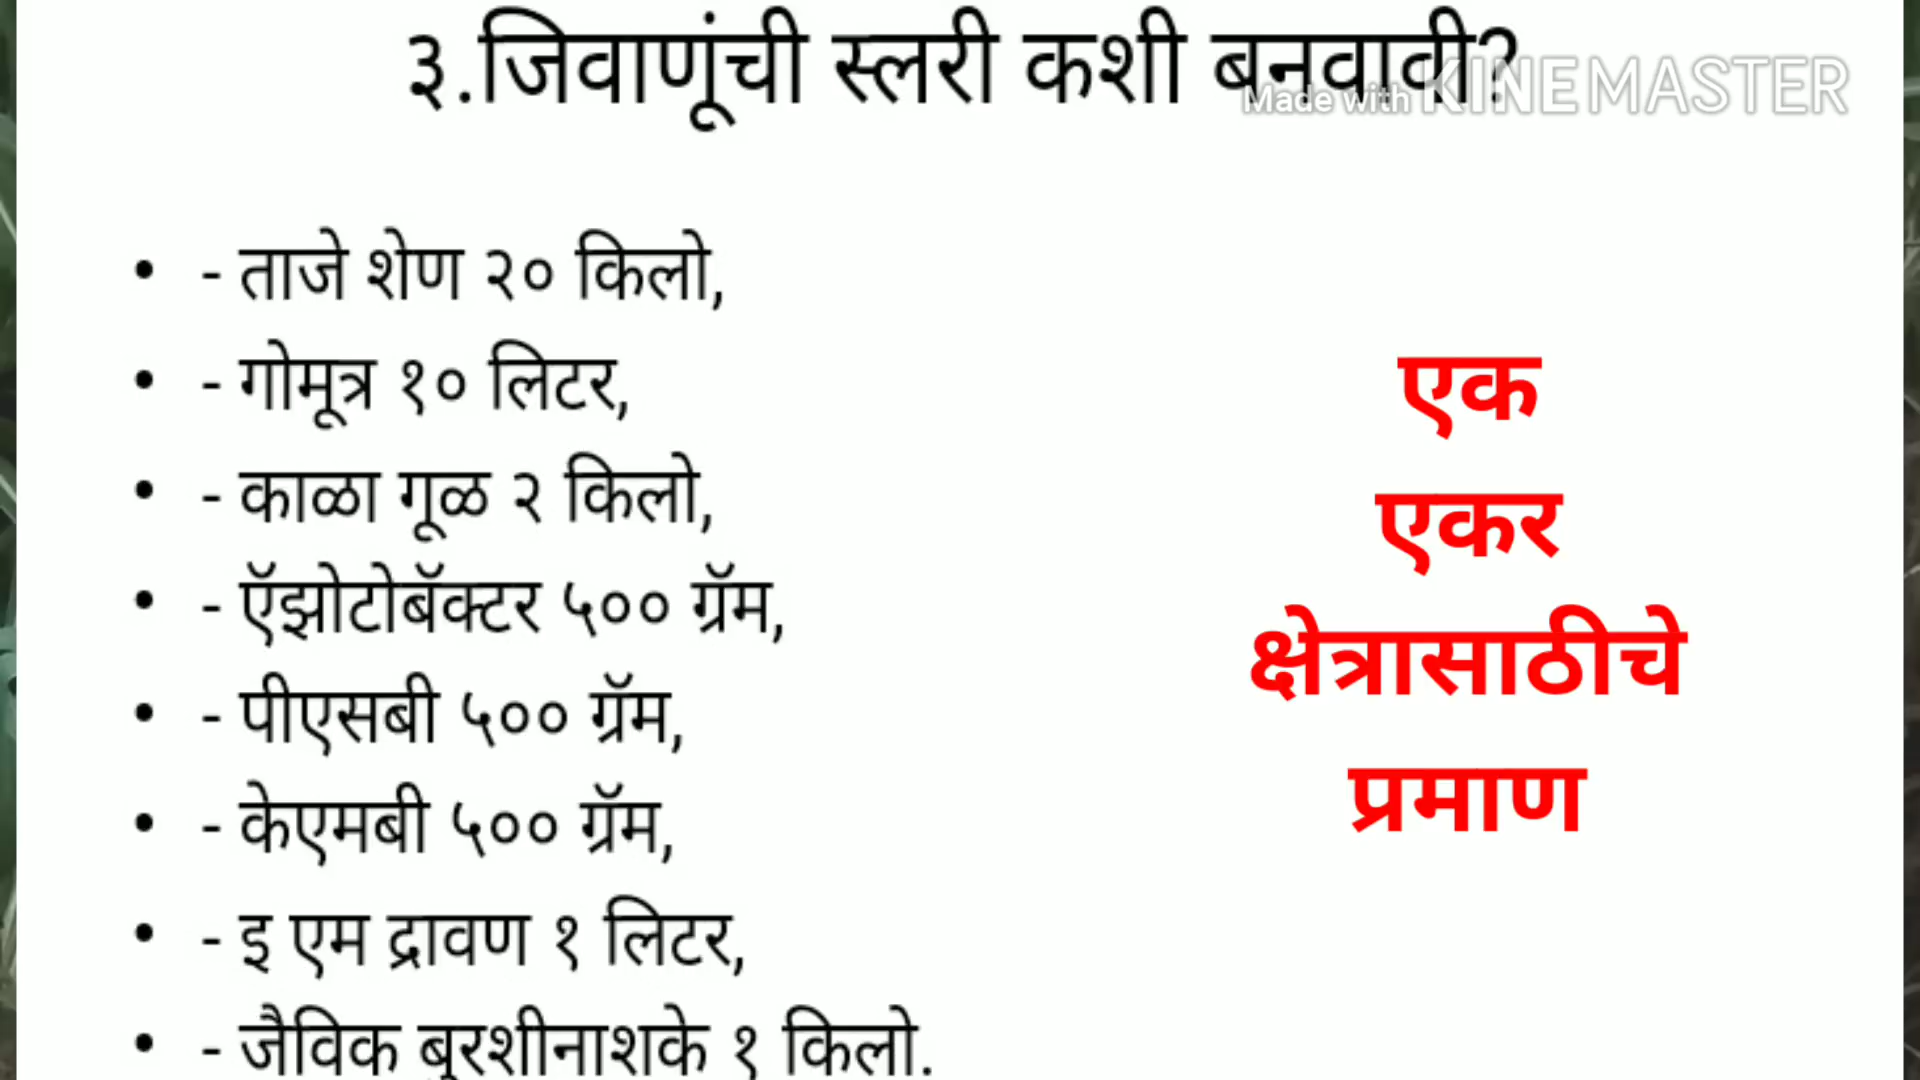 ३.जिवाणूंची स्लरी कशी बनवावी?
Made with KINEMASTER
- ताजे शेण २० किलो,
- गोमूत्र १० लिटर,
- काळा गूळ २ किलो,
- ऍझोटोबॅक्टर ५०० ग्रॅम,
- पीएसबी ५०० ग्रॅम,
- केएमबी ५०० ग्रॅम,
- इ एम द्रावण १ लिटर,
- जैविक बुरशीनाशके १ किलो.
एक
एकर
क्षेत्रासाठीचे
प्रमाण